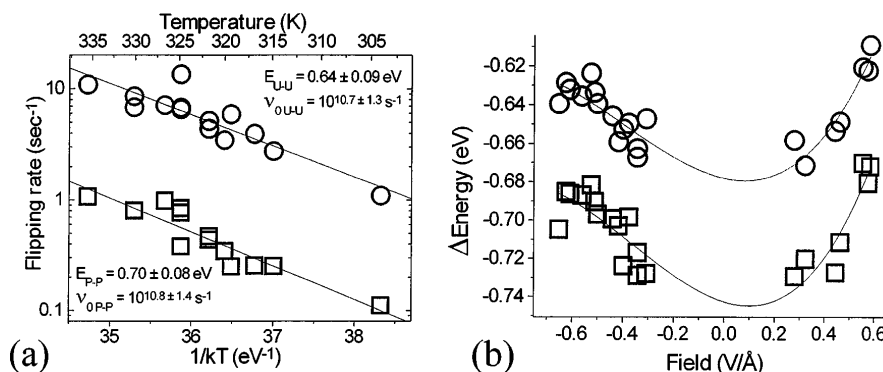 Temperature (K)
335 330 325 320 315 310 305
10
1
0.1
Flipping rate (sec⁻¹)
E_U-U = 0.64 ± 0.09 eV
ν_0 U-U = 10^10.7 ± 1.3 s⁻¹
E_P-P = 0.70 ± 0.08 eV
ν_0 P-P = 10^10.8 ± 1.4 s⁻¹
35 36 37 38
1/kT (eV⁻¹)
(a)
-0.62
-0.64
-0.66
-0.68
-0.70
-0.72
-0.74
ΔEnergy (eV)
-0.6 -0.4 -0.2 0.0 0.2 0.4 0.6
Field (V/Å)
(b)